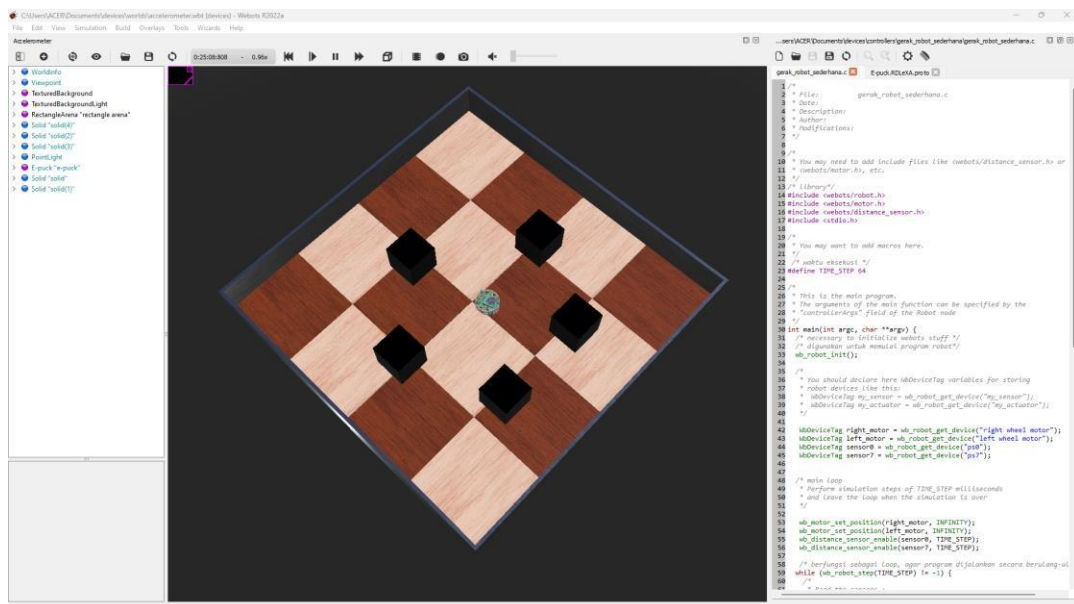 C:\Users\ACER\Documents\devices\worlds\accelerometer.wbt (devices) - Webots R2022a
File Edit View Simulation Build Overlays Tools Wizards Help
Accelerometer
0:25:08:808 - 0.96x
WorldInfo
Viewpoint
TexturedBackground
TexturedBackgroundLight
RectangleArena "rectangle arena"
Solid "solid(4)"
Solid "solid(2)"
Solid "solid(3)"
PointLight
E-puck "e-puck"
Solid "solid"
Solid "solid(1)"
...sers\ACER\Documents\devices\controllers\gerak_robot_sederhana\gerak_robot_sederhana.c
gerak_robot_sederhana.c E-puck.RDLeXA.proto
1 /*
2 * File: gerak_robot_sederhana.c
3 * Date:
4 * Description:
5 * Author:
6 * Modifications:
7 */
8
9 /*
10 * You may need to add include files like <webots/distance_sensor.h> or
11 * <webots/motor.h>, etc.
12 */
13 /* library*/
14 #include <webots/robot.h>
15 #include <webots/motor.h>
16 #include <webots/distance_sensor.h>
17 #include <stdio.h>
18
19 /*
20 * You may want to add macros here.
21 */
22 /* waktu eksekusi */
23 #define TIME_STEP 64
24
25 /*
26 * This is the main program.
27 * The arguments of the main function can be specified by the
28 * "controllerArgs" field of the Robot node
29 */
30 int main(int argc, char **argv) {
31 /* necessary to initialize webots stuff */
32 /* digunakan untuk memulai program robot*/
33 wb_robot_init();
34
35 /*
36 * You should declare here WbDeviceTag variables for storing
37 * robot devices like this:
38 * WbDeviceTag my_sensor = wb_robot_get_device("my_sensor");
39 * WbDeviceTag my_actuator = wb_robot_get_device("my_actuator");
40 */
41
42 WbDeviceTag right_motor = wb_robot_get_device("right wheel motor");
43 WbDeviceTag left_motor = wb_robot_get_device("left wheel motor");
44 WbDeviceTag sensor0 = wb_robot_get_device("ps0");
45 WbDeviceTag sensor7 = wb_robot_get_device("ps7");
46
47
48 /* main loop
49 * Perform simulation steps of TIME_STEP milliseconds
50 * and leave the loop when the simulation is over
51 */
52
53 wb_motor_set_position(right_motor, INFINITY);
54 wb_motor_set_position(left_motor, INFINITY);
55 wb_distance_sensor_enable(sensor0, TIME_STEP);
56 wb_distance_sensor_enable(sensor7, TIME_STEP);
57
58 /* berfungsi sebagai loop, agar program dijalankan secara berulang-ul
59 while (wb_robot_step(TIME_STEP) != -1) {
60 /*